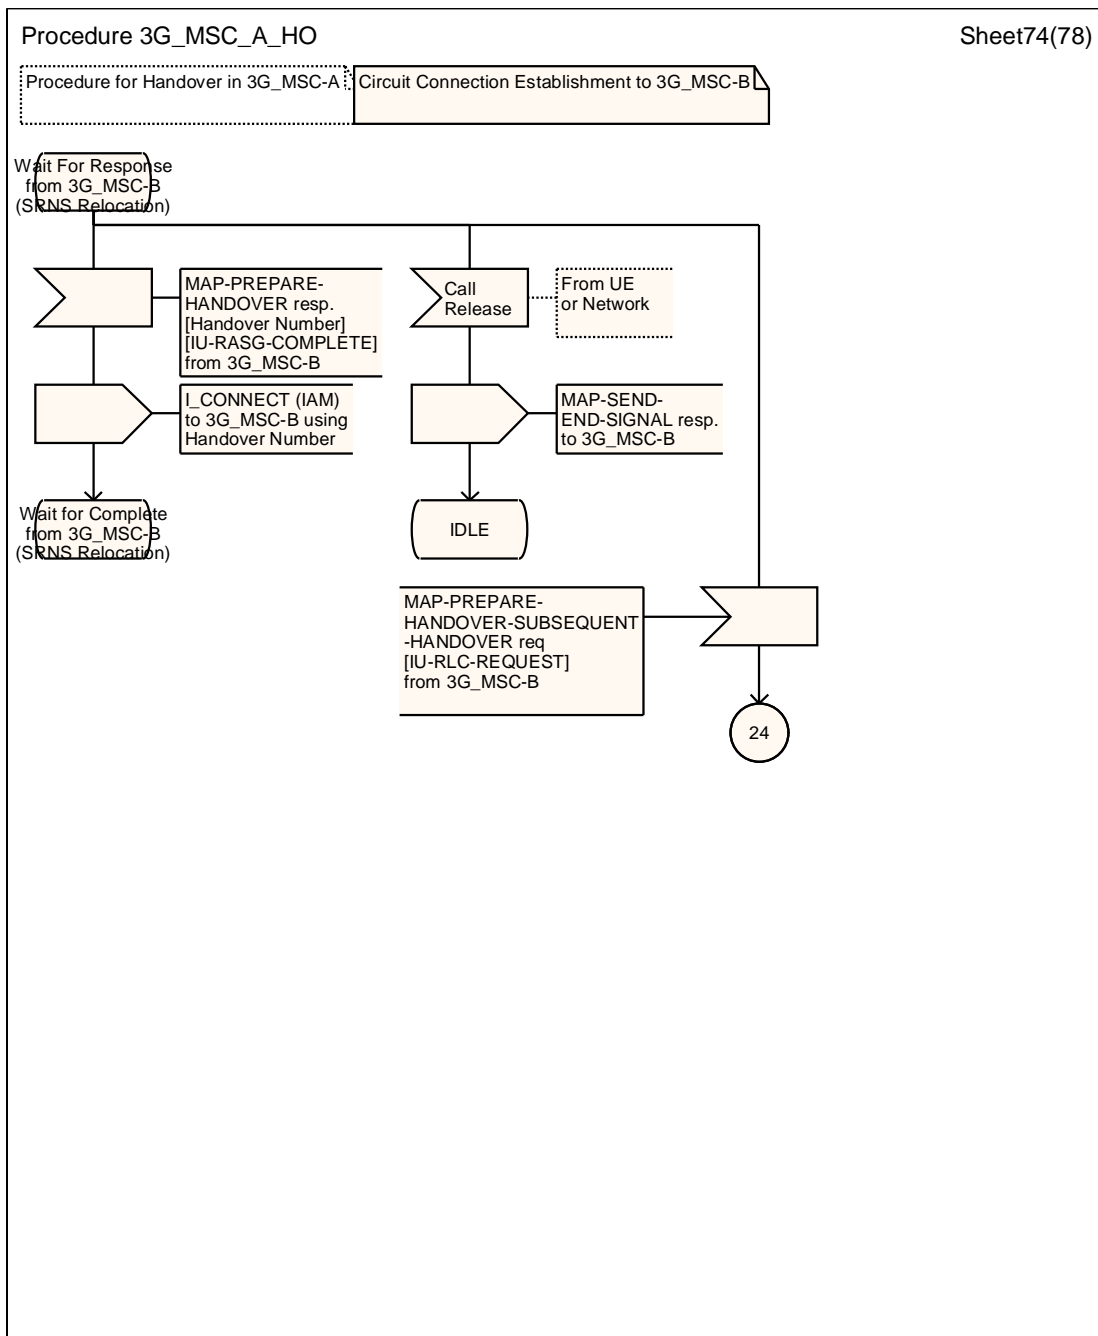 Procedure 3G_MSC_A_HO
Sheet74(78)
Procedure for Handover in 3G_MSC-A
Circuit Connection Establishment to 3G_MSC-B
Wait For Response
from 3G_MSC-B
(SRNS Relocation)
MAP-PREPARE-
HANDOVER resp.
[Handover Number]
[IU-RASG-COMPLETE]
from 3G_MSC-B
Call
Release
From UE
or Network
I_CONNECT (IAM)
to 3G_MSC-B using
Handover Number
MAP-SEND-
END-SIGNAL resp.
to 3G_MSC-B
Wait for Complete
from 3G_MSC-B
(SRNS Relocation)
IDLE
MAP-PREPARE-
HANDOVER-SUBSEQUENT
-HANDOVER req
[IU-RLC-REQUEST]
from 3G_MSC-B
24